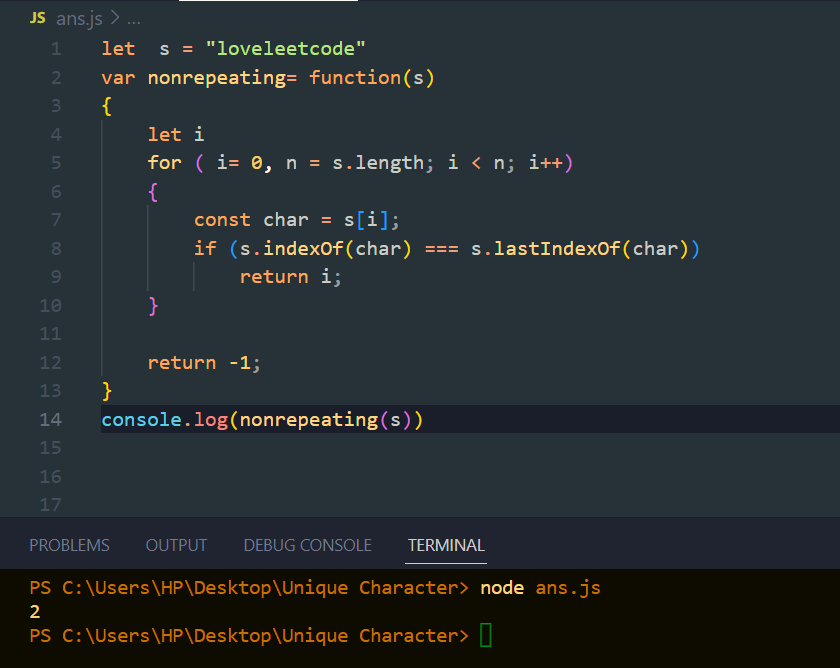 JS ans.js > ...
1 let  s = "loveleetcode"
2 var nonrepeating= function(s)
3 {
4     let i
5     for ( i= 0, n = s.length; i < n; i++)
6     {
7         const char = s[i];
8         if (s.indexOf(char) === s.lastIndexOf(char))
9             return i;
10     }
11
12     return -1;
13 }
14 console.log(nonrepeating(s))
15
16
17
PROBLEMS OUTPUT DEBUG CONSOLE TERMINAL
PS C:\Users\HP\Desktop\Unique Character> node ans.js
2
PS C:\Users\HP\Desktop\Unique Character>